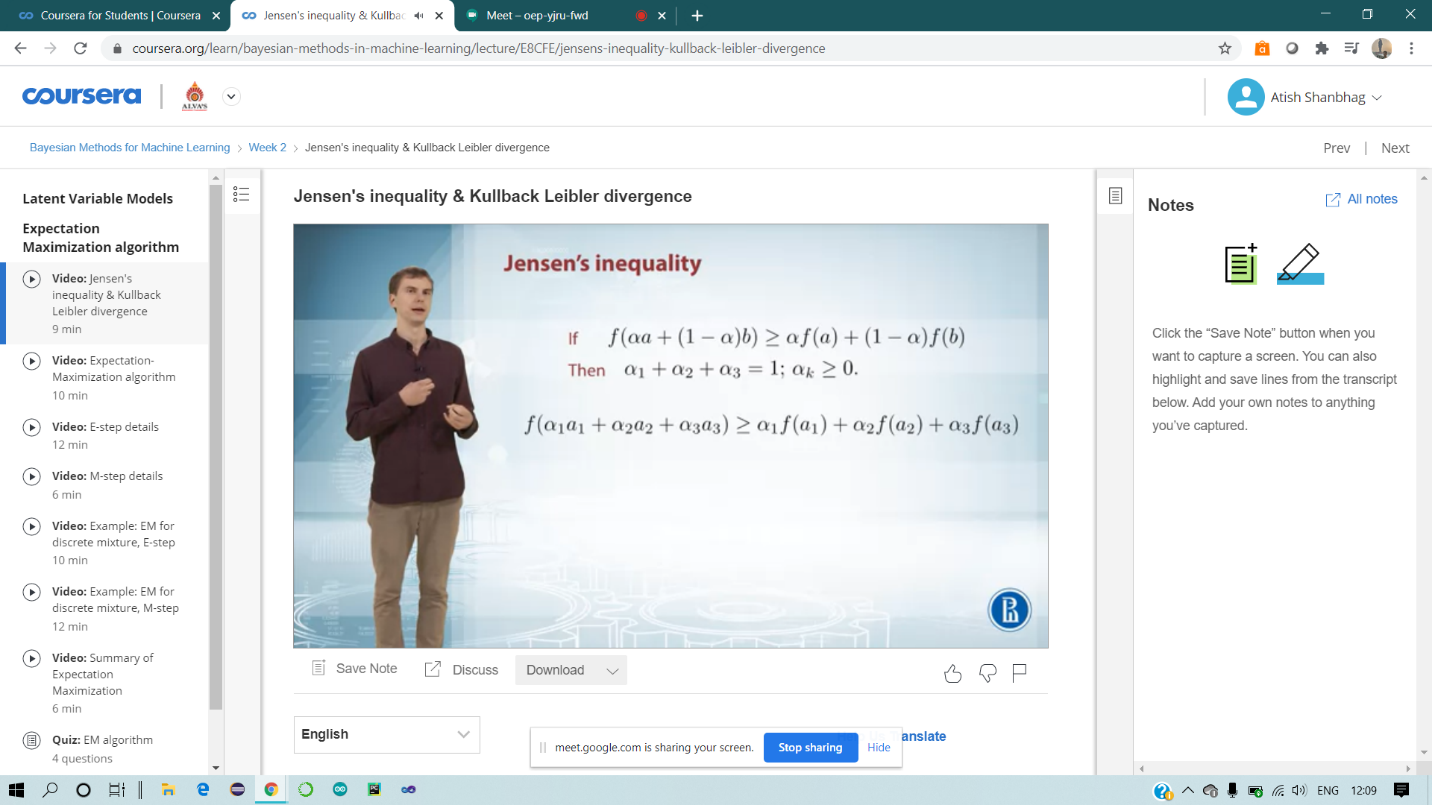 Coursera for Students | Coursera
Jensen's inequality & Kullbac
Meet – oep-yjru-fwd
coursera.org/learn/bayesian-methods-in-machine-learning/lecture/E8CFE/jensens-inequality-kullback-leibler-divergence
coursera
ALVA'S
Atish Shanbhag
Bayesian Methods for Machine Learning > Week 2 > Jensen's inequality & Kullback Leibler divergence
Prev | Next
Latent Variable Models
Expectation
Maximization algorithm
Video: Jensen's
inequality & Kullback
Leibler divergence
9 min
Video: Expectation-
Maximization algorithm
10 min
Video: E-step details
12 min
Video: M-step details
6 min
Video: Example: EM for
discrete mixture, E-step
10 min
Video: Example: EM for
discrete mixture, M-step
12 min
Video: Summary of
Expectation
Maximization
6 min
Quiz: EM algorithm
4 questions
Jensen's inequality & Kullback Leibler divergence
Jensen's inequality
If f(αa + (1 − α)b) ≥ αf(a) + (1 − α)f(b)
Then α₁ + α₂ + α₃ = 1; αₖ ≥ 0.
f(α₁a₁ + α₂a₂ + α₃a₃) ≥ α₁f(a₁) + α₂f(a₂) + α₃f(a₃)
Save Note
Discuss
Download
English
anslate
meet.google.com is sharing your screen.
Stop sharing
Hide
Notes
All notes
Click the “Save Note” button when you
want to capture a screen. You can also
highlight and save lines from the transcript
below. Add your own notes to anything
you've captured.
ENG
12:09